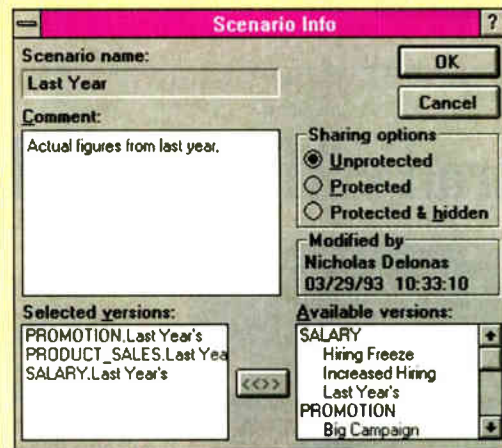 Scenario Info
?
Scenario name:
Last Year
OK
Cancel
Comment:
Actual figures from last year.
Sharing options
Unprotected
Protected
Protected & hidden
Modified by
Nicholas Delonas
03/29/93 10:33:10
Selected versions:
PROMOTION.Last Year's
PRODUCT_SALES.Last Yea
SALARY.Last Year's
<<>>
Available versions:
SALARY
Hiring Freeze
Increased Hiring
Last Year's
PROMOTION
Big Campaign